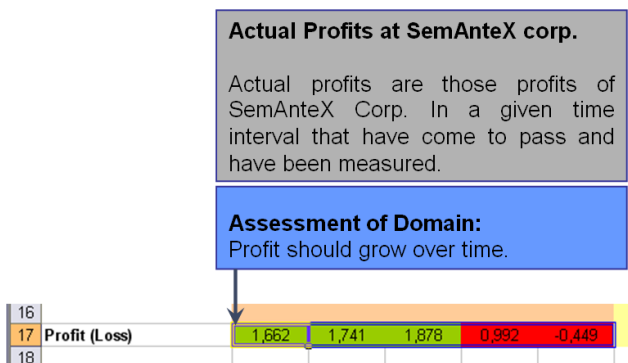 Actual Profits at SemAnteX corp.
Actual profits are those profits of
SemAnteX Corp. In a given time
interval that have come to pass and
have been measured.
Assessment of Domain:
Profit should grow over time.
16
17 Profit (Loss) 1,662 1,741 1,878 0,992 -0,449
18